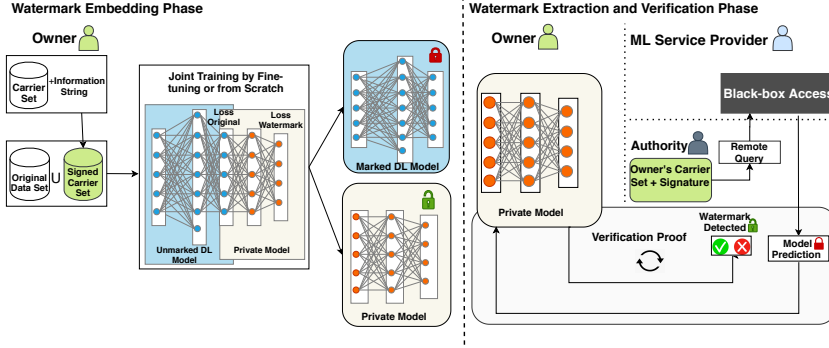 Watermark Embedding Phase
Owner
Carrier
Set
+Information
String
Original
Data Set
U
Signed
Carrier
Set
Joint Training by Fine-
tuning or from Scratch
Loss
Original
Loss
Watermark
Unmarked DL
Model
Private Model
Marked DL Model
Private Model
Watermark Extraction and Verification Phase
Owner
Private Model
ML Service Provider
Black-box Access
Authority
Remote
Query
Owner's Carrier
Set + Signature
Watermark
Detected
Verification Proof
Model
Prediction